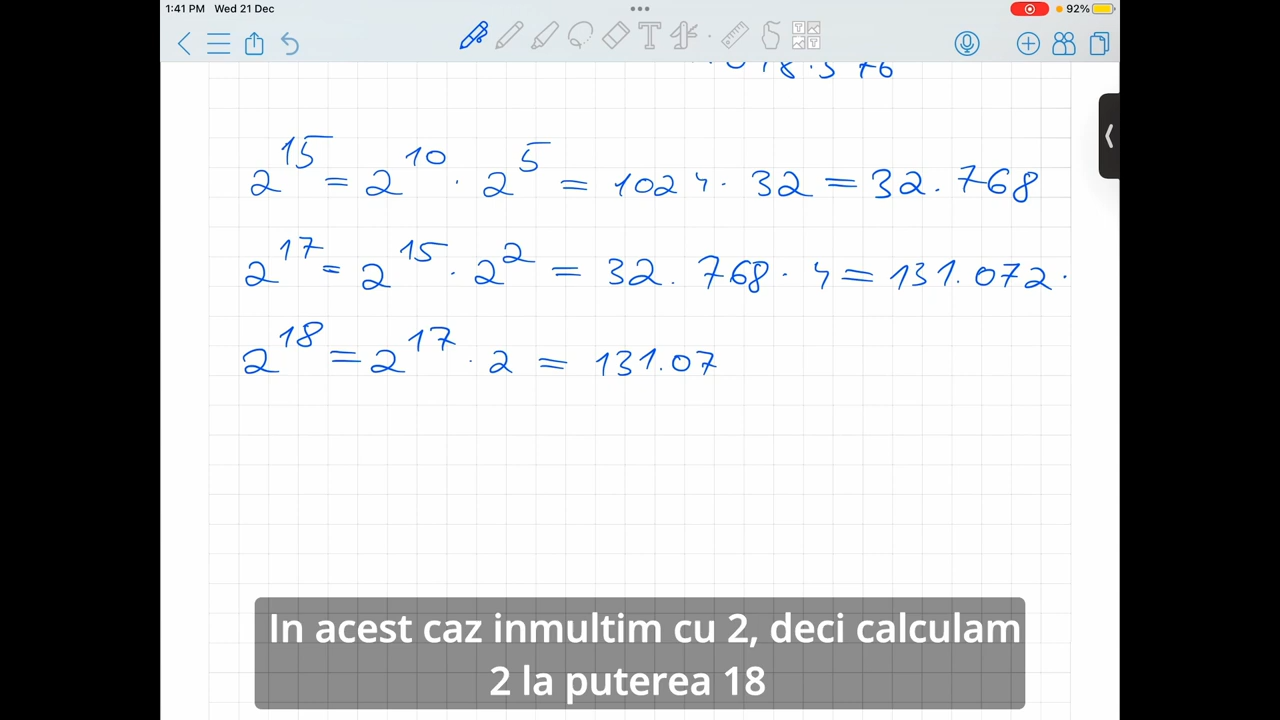 1:41 PM Wed 21 Dec 92%
2^15 = 2^10 · 2^5 = 1024 · 32 = 32.768
2^17 = 2^15 · 2^2 = 32.768 · 4 = 131.072 ·
2^18 = 2^17 · 2 = 131.07
In acest caz inmultim cu 2, deci calculam
2 la puterea 18